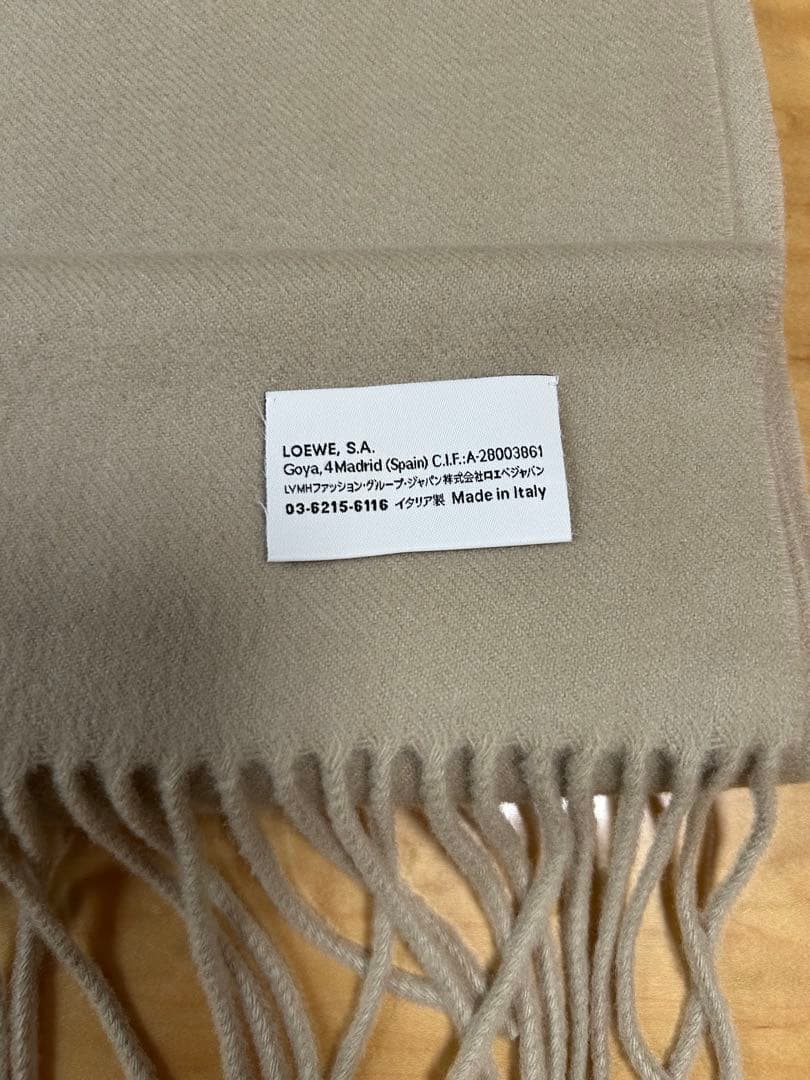 LOEWE, S.A.
Goya, 4 Madrid (Spain) C.I.F.:A-28003861
LVMHファッション・グループ・ジャパン株式会社ロエベジャパン
03-6215-6116 イタリア製 Made in Italy